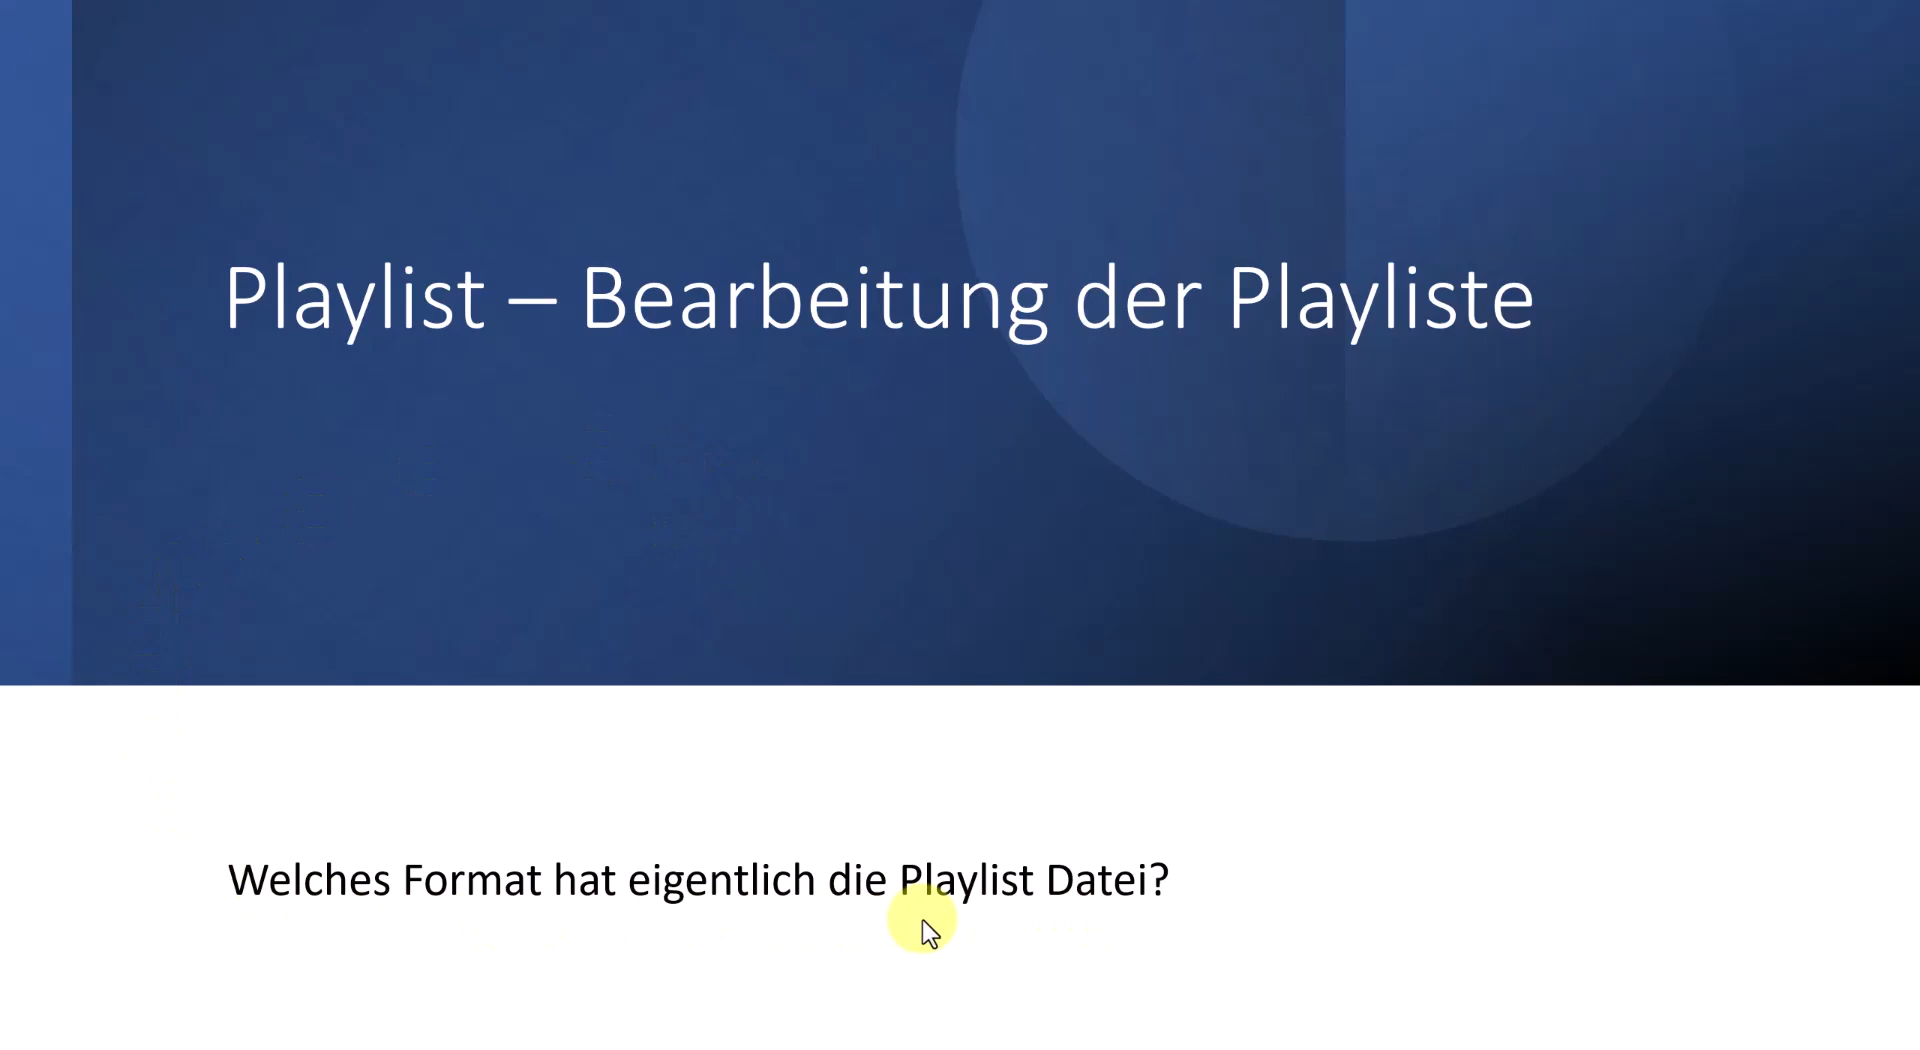 Playlist – Bearbeitung der Playliste
Welches Format hat eigentlich die Playlist Datei?